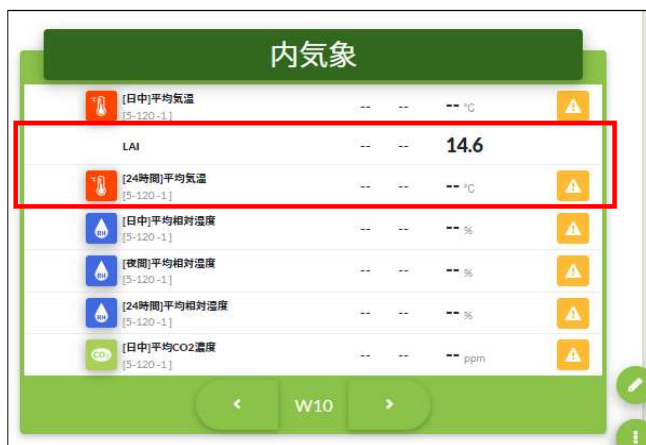 内気象
[日中]平均気温 -- -- -- °C
[5-120-1]
LAI -- -- 14.6
[24時間]平均気温 -- -- -- °C
[5-120-1]
[日中]平均相対湿度 -- -- -- %
[5-120-1]
[夜間]平均相対湿度 -- -- -- %
[5-120-1]
[24時間]平均相対湿度 -- -- -- %
[5-120-1]
[日中]平均CO2濃度 -- -- -- ppm
[5-120-1]
W10